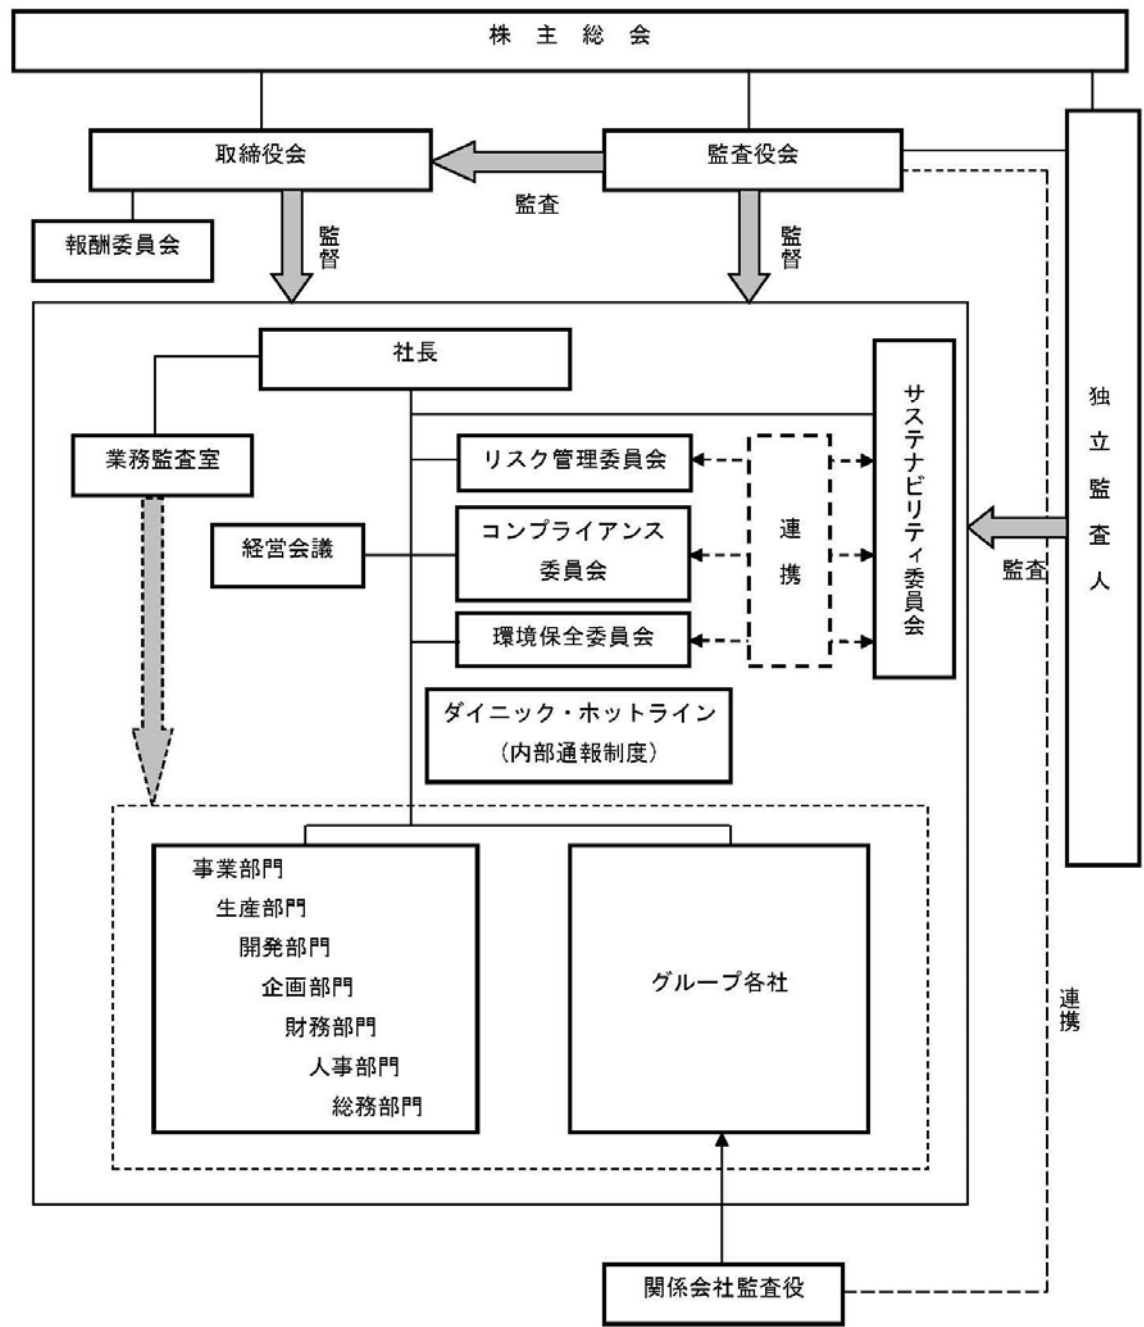 株主総会
取締役会
監査役会
監査
報酬委員会
監督
監督
社長
業務監査室
経営会議
リスク管理委員会
コンプライアンス
委員会
環境保全委員会
連携
サステナビリティ委員会
独立監査人
監査
ダイニック・ホットライン
（内部通報制度）
事業部門
生産部門
開発部門
企画部門
財務部門
人事部門
総務部門
グループ各社
連携
関係会社監査役